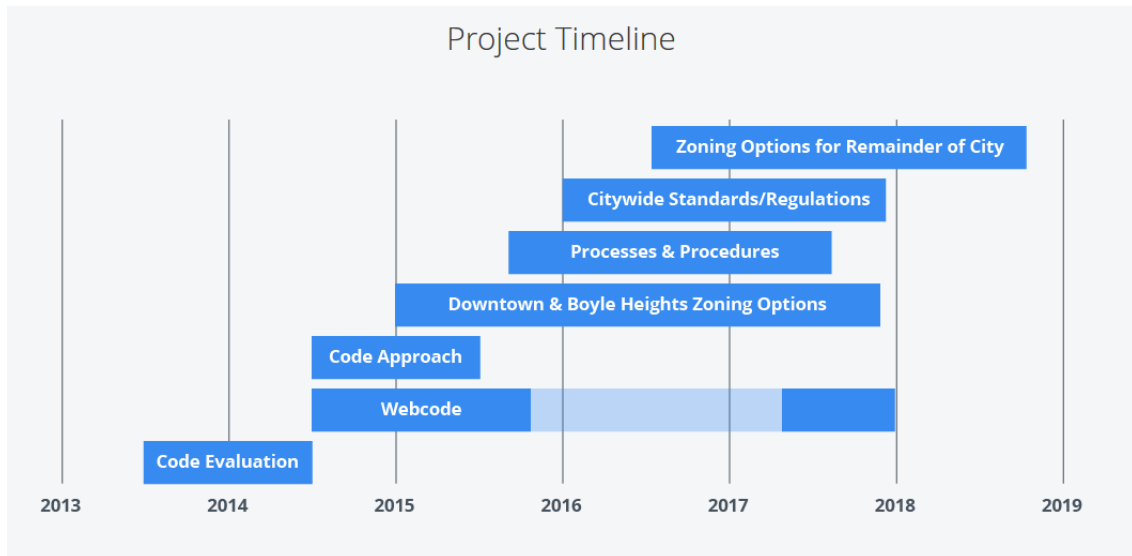 Project Timeline
Zoning Options for Remainder of City
Citywide Standards/Regulations
Processes & Procedures
Downtown & Boyle Heights Zoning Options
Code Approach
Webcode
Code Evaluation
2013 2014 2015 2016 2017 2018 2019